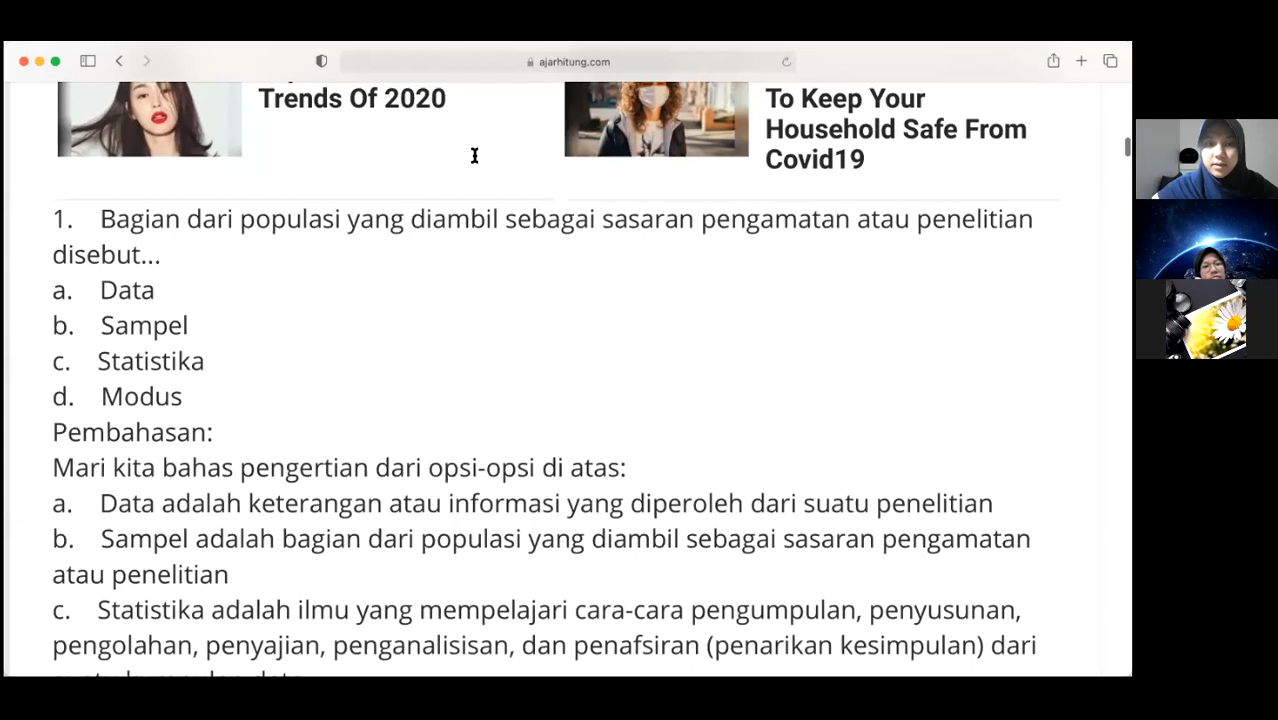 ajarhitung.com
Trends Of 2020
To Keep Your
Household Safe From
Covid19
1. Bagian dari populasi yang diambil sebagai sasaran pengamatan atau penelitian
disebut...
a. Data
b. Sampel
c. Statistika
d. Modus
Pembahasan:
Mari kita bahas pengertian dari opsi-opsi di atas:
a. Data adalah keterangan atau informasi yang diperoleh dari suatu penelitian
b. Sampel adalah bagian dari populasi yang diambil sebagai sasaran pengamatan
atau penelitian
c. Statistika adalah ilmu yang mempelajari cara-cara pengumpulan, penyusunan,
pengolahan, penyajian, penganalisisan, dan penafsiran (penarikan kesimpulan) dari